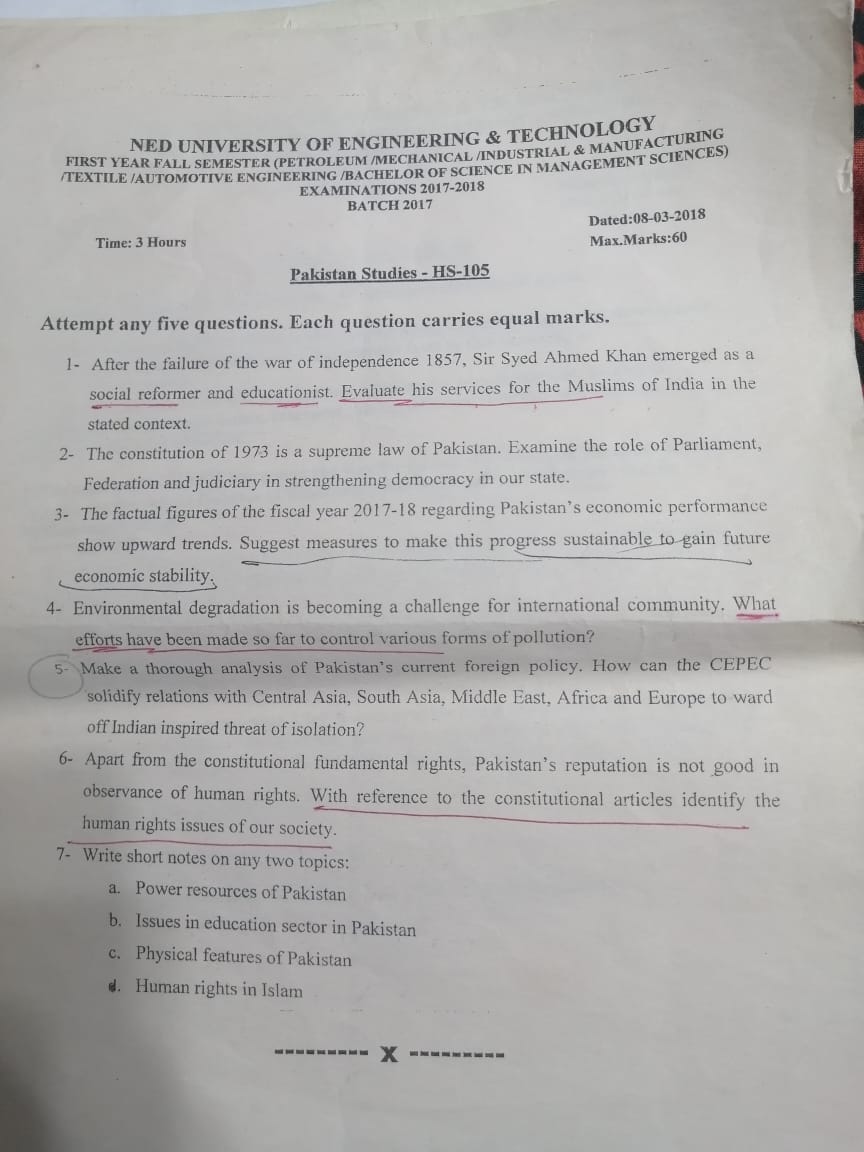 NED UNIVERSITY OF ENGINEERING & TECHNOLOGY
FIRST YEAR FALL SEMESTER (PETROLEUM /MECHANICAL /INDUSTRIAL & MANUFACTURING
/TEXTILE /AUTOMOTIVE ENGINEERING /BACHELOR OF SCIENCE IN MANAGEMENT SCIENCES)
EXAMINATIONS 2017-2018
BATCH 2017
Dated:08-03-2018
Time: 3 Hours
Max.Marks:60
Pakistan Studies - HS-105
Attempt any five questions. Each question carries equal marks.
1- After the failure of the war of independence 1857, Sir Syed Ahmed Khan emerged as a
social reformer and educationist. Evaluate his services for the Muslims of India in the
stated context.
2- The constitution of 1973 is a supreme law of Pakistan. Examine the role of Parliament,
Federation and judiciary in strengthening democracy in our state.
3- The factual figures of the fiscal year 2017-18 regarding Pakistan's economic performance
show upward trends. Suggest measures to make this progress sustainable to gain future
economic stability.
4- Environmental degradation is becoming a challenge for international community. What
efforts have been made so far to control various forms of pollution?
5- Make a thorough analysis of Pakistan's current foreign policy. How can the CEPEC
solidify relations with Central Asia, South Asia, Middle East, Africa and Europe to ward
off Indian inspired threat of isolation?
6- Apart from the constitutional fundamental rights, Pakistan's reputation is not good in
observance of human rights. With reference to the constitutional articles identify the
human rights issues of our society.
7- Write short notes on any two topics:
a. Power resources of Pakistan
b. Issues in education sector in Pakistan
c. Physical features of Pakistan
d. Human rights in Islam
--------- X ---------